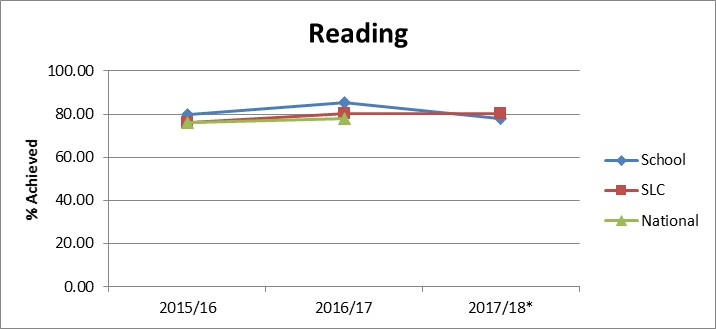 Reading
100.00
80.00
60.00
40.00
20.00
0.00
% Achieved
2015/16
2016/17
2017/18*
School
SLC
National